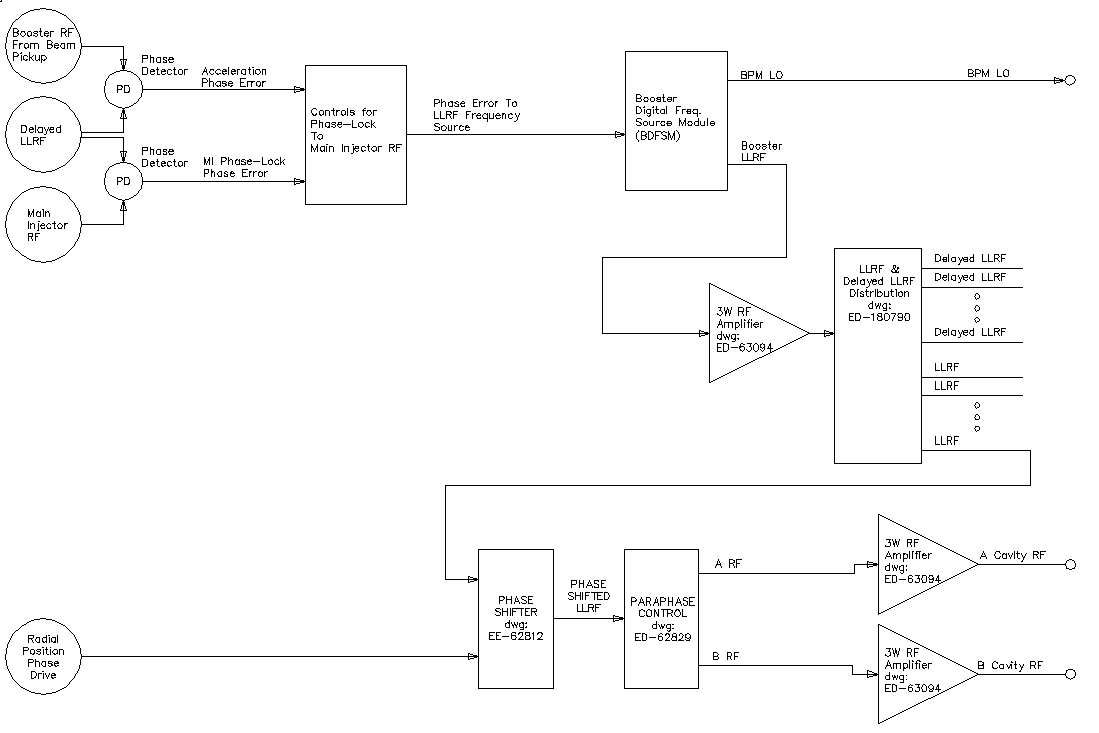 Booster RF
From Beam
Pickup
Phase
Detector
PD
Acceleration
Phase Error
Delayed
LLRF
Phase
Detector
PD
MI Phase-Lock
Phase Error
Main
Injector
RF
Controls for
Phase-Lock
To
Main Injector RF
Phase Error To
LLRF Frequency
Source
Booster
Digital Freq.
Source Module
(BDFSM)
BPM LO
BPM LO
Booster
LLRF
3W RF
Amplifier
dwg:
ED-63094
LLRF &
Delayed LLRF
Distribution
dwg:
ED-180790
Delayed LLRF
Delayed LLRF
Delayed LLRF
LLRF
LLRF
LLRF
Radial
Position
Phase
Drive
PHASE
SHIFTER
dwg:
EE-62812
PHASE
SHIFTED
LLRF
PARAPHASE
CONTROL
dwg:
ED-62829
A RF
B RF
3W RF
Amplifier
dwg:
ED-63094
A Cavity RF
3W RF
Amplifier
dwg:
ED-63094
B Cavity RF